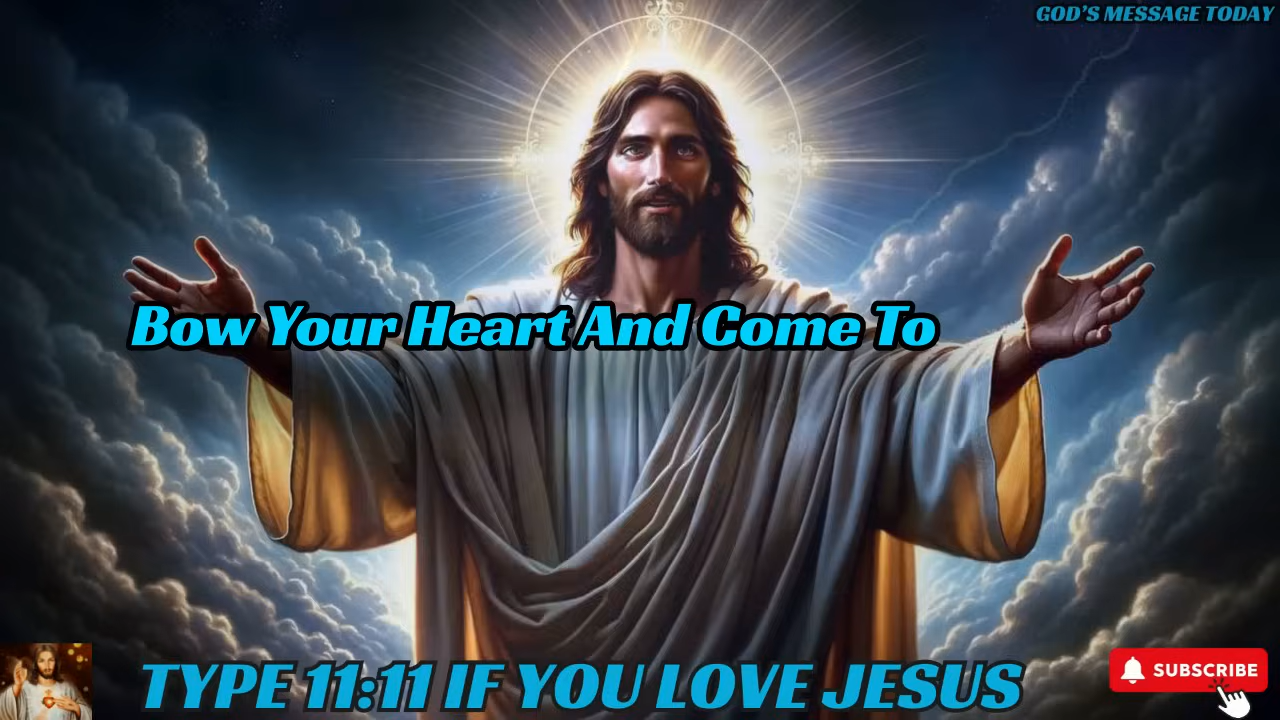 GOD'S MESSAGE TODAY
Bow Your Heart And Come To
TYPE 11:11 IF YOU LOVE JESUS
SUBSCRIBE